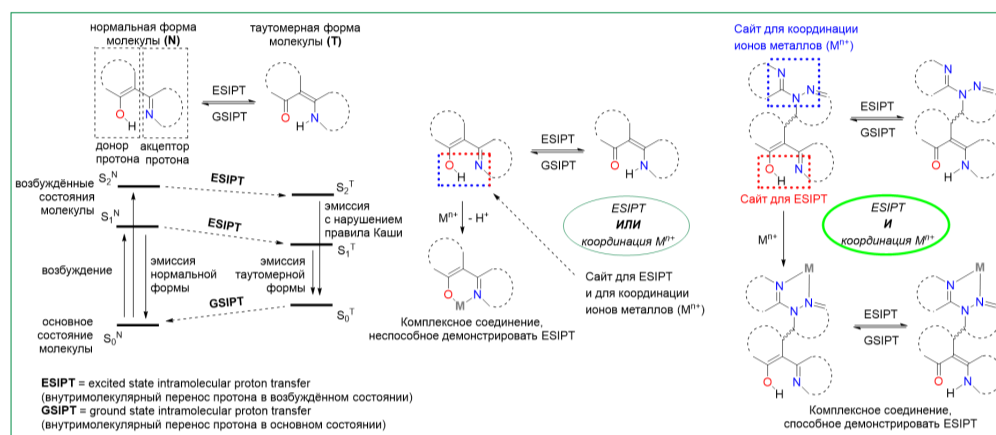 нормальная форма
молекулы (N)
таутомерная форма
молекулы (T)
O
H
N
ESIPT
GSIPT
O
H
N
донор
протона
акцептор
протона
возбуждённые
состояния
молекулы
S2N
S1N
ESIPT
ESIPT
S2T
эмиссия
с нарушением
правила Каши
S1T
возбуждение
эмиссия
нормальной
формы
эмиссия
таутомерной
формы
GSIPT
S0T
основное
состояние
молекулы
S0N
ESIPT = excited state intramolecular proton transfer
(внутримолекулярный перенос протона в возбуждённом состоянии)
GSIPT = ground state intramolecular proton transfer
(внутримолекулярный перенос протона в основном состоянии)
O
H
N
ESIPT
GSIPT
O
H
N
Mn+
- H+
ESIPT
ИЛИ
координация Mn+
O
M
N
Сайт для ESIPT
и для координации
ионов металлов (Mn+)
Комплексное соединение,
неспособное демонстрировать ESIPT
Сайт для координации
ионов металлов (Mn+)
N
N
N
O
H
N
ESIPT
GSIPT
N
N
N
O
H
N
Сайт для ESIPT
Mn+
ESIPT
И
координация Mn+
M
N
N
N
O
H
N
ESIPT
GSIPT
M
N
N
N
O
H
N
Комплексное соединение,
способное демонстрировать ESIPT